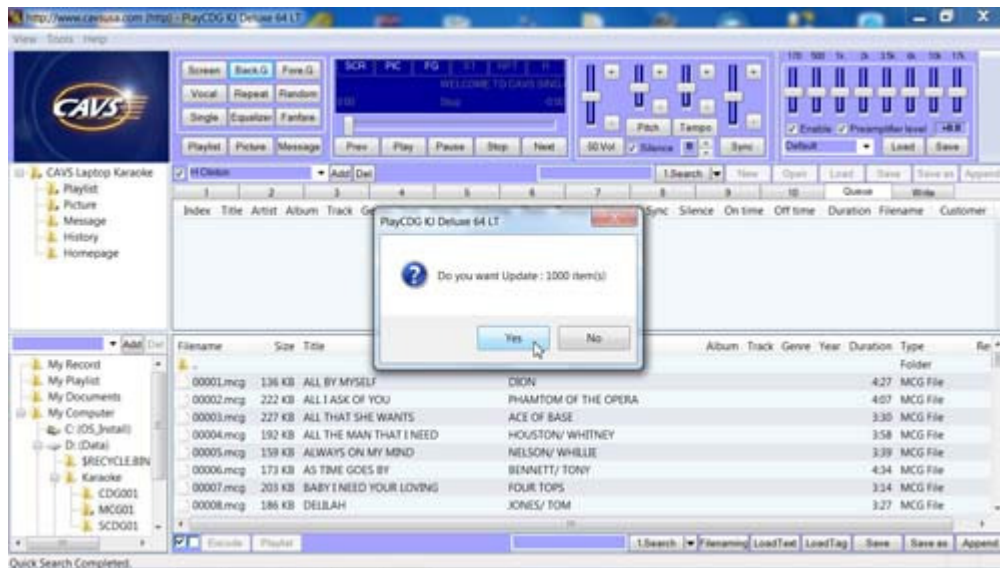 http://www.cavsusa.com (http) - PlayCDG KJ Deluxe 64 LT
View Tools Help
CAVS
Screen Back.G Fore.G
Vocal Repeat Random
Single Equalizer Fanfare
Playlist Picture Message
SCR PIC FG
WELCOME TO CAVS SING
Stop
Prev Play Pause Stop Next
50.Vol
Pitch Tempo
Silence
Sync
Enable Preamplifier level
Default Load Save
CAVS Laptop Karaoke
Playlist
Picture
Message
History
Homepage
Add Del
1.Search New Open Load Save Save as Append
1 2 3 4 5 6 7 8 9 10 Queue Write
Index Title Artist Album Track
Sync Silence On time Off time Duration Filename Customer
PlayCDG KJ Deluxe 64 LT
Do you want Update : 1000 item(s)
Yes No
Add Del
My Record
My Playlist
My Documents
My Computer
C: (OS_Install)
D: (Data)
$RECYCLE.BIN
Karaoke
CDG001
MCG01
SCDG01
Filename Size Title Album Track Genre Year Duration Type
Folder
00001.mcg 136 KB ALL BY MYSELF DION 4:27 MCG File
00002.mcg 222 KB ALL I ASK OF YOU PHAMTOM OF THE OPERA 4:07 MCG File
00003.mcg 227 KB ALL THAT SHE WANTS ACE OF BASE 3:30 MCG File
00004.mcg 192 KB ALL THE MAN THAT I NEED HOUSTON/ WHITNEY 3:58 MCG File
00005.mcg 159 KB ALWAYS ON MY MIND NELSON/ WHILLIE 3:39 MCG File
00006.mcg 173 KB AS TIME GOES BY BENNETT/ TONY 4:34 MCG File
00007.mcg 203 KB BABY I NEED YOUR LOVING FOUR TOPS 3:14 MCG File
00008.mcg 186 KB DELILAH JONES/ TOM 3:27 MCG File
Encode Playlist
1.Search Filenaming LoadText LoadTag Save Save as Append
Quick Search Completed.